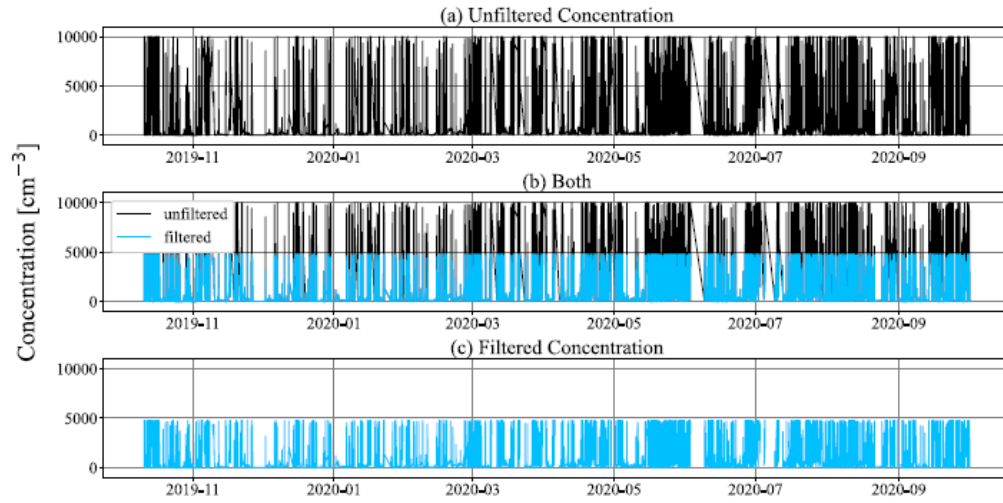 (a) Unfiltered Concentration
10000
5000
0
2019-11 2020-01 2020-03 2020-05 2020-07 2020-09
(b) Both
10000
5000
0
unfiltered
filtered
2019-11 2020-01 2020-03 2020-05 2020-07 2020-09
(c) Filtered Concentration
10000
5000
0
2019-11 2020-01 2020-03 2020-05 2020-07 2020-09
Concentration [cm⁻³]